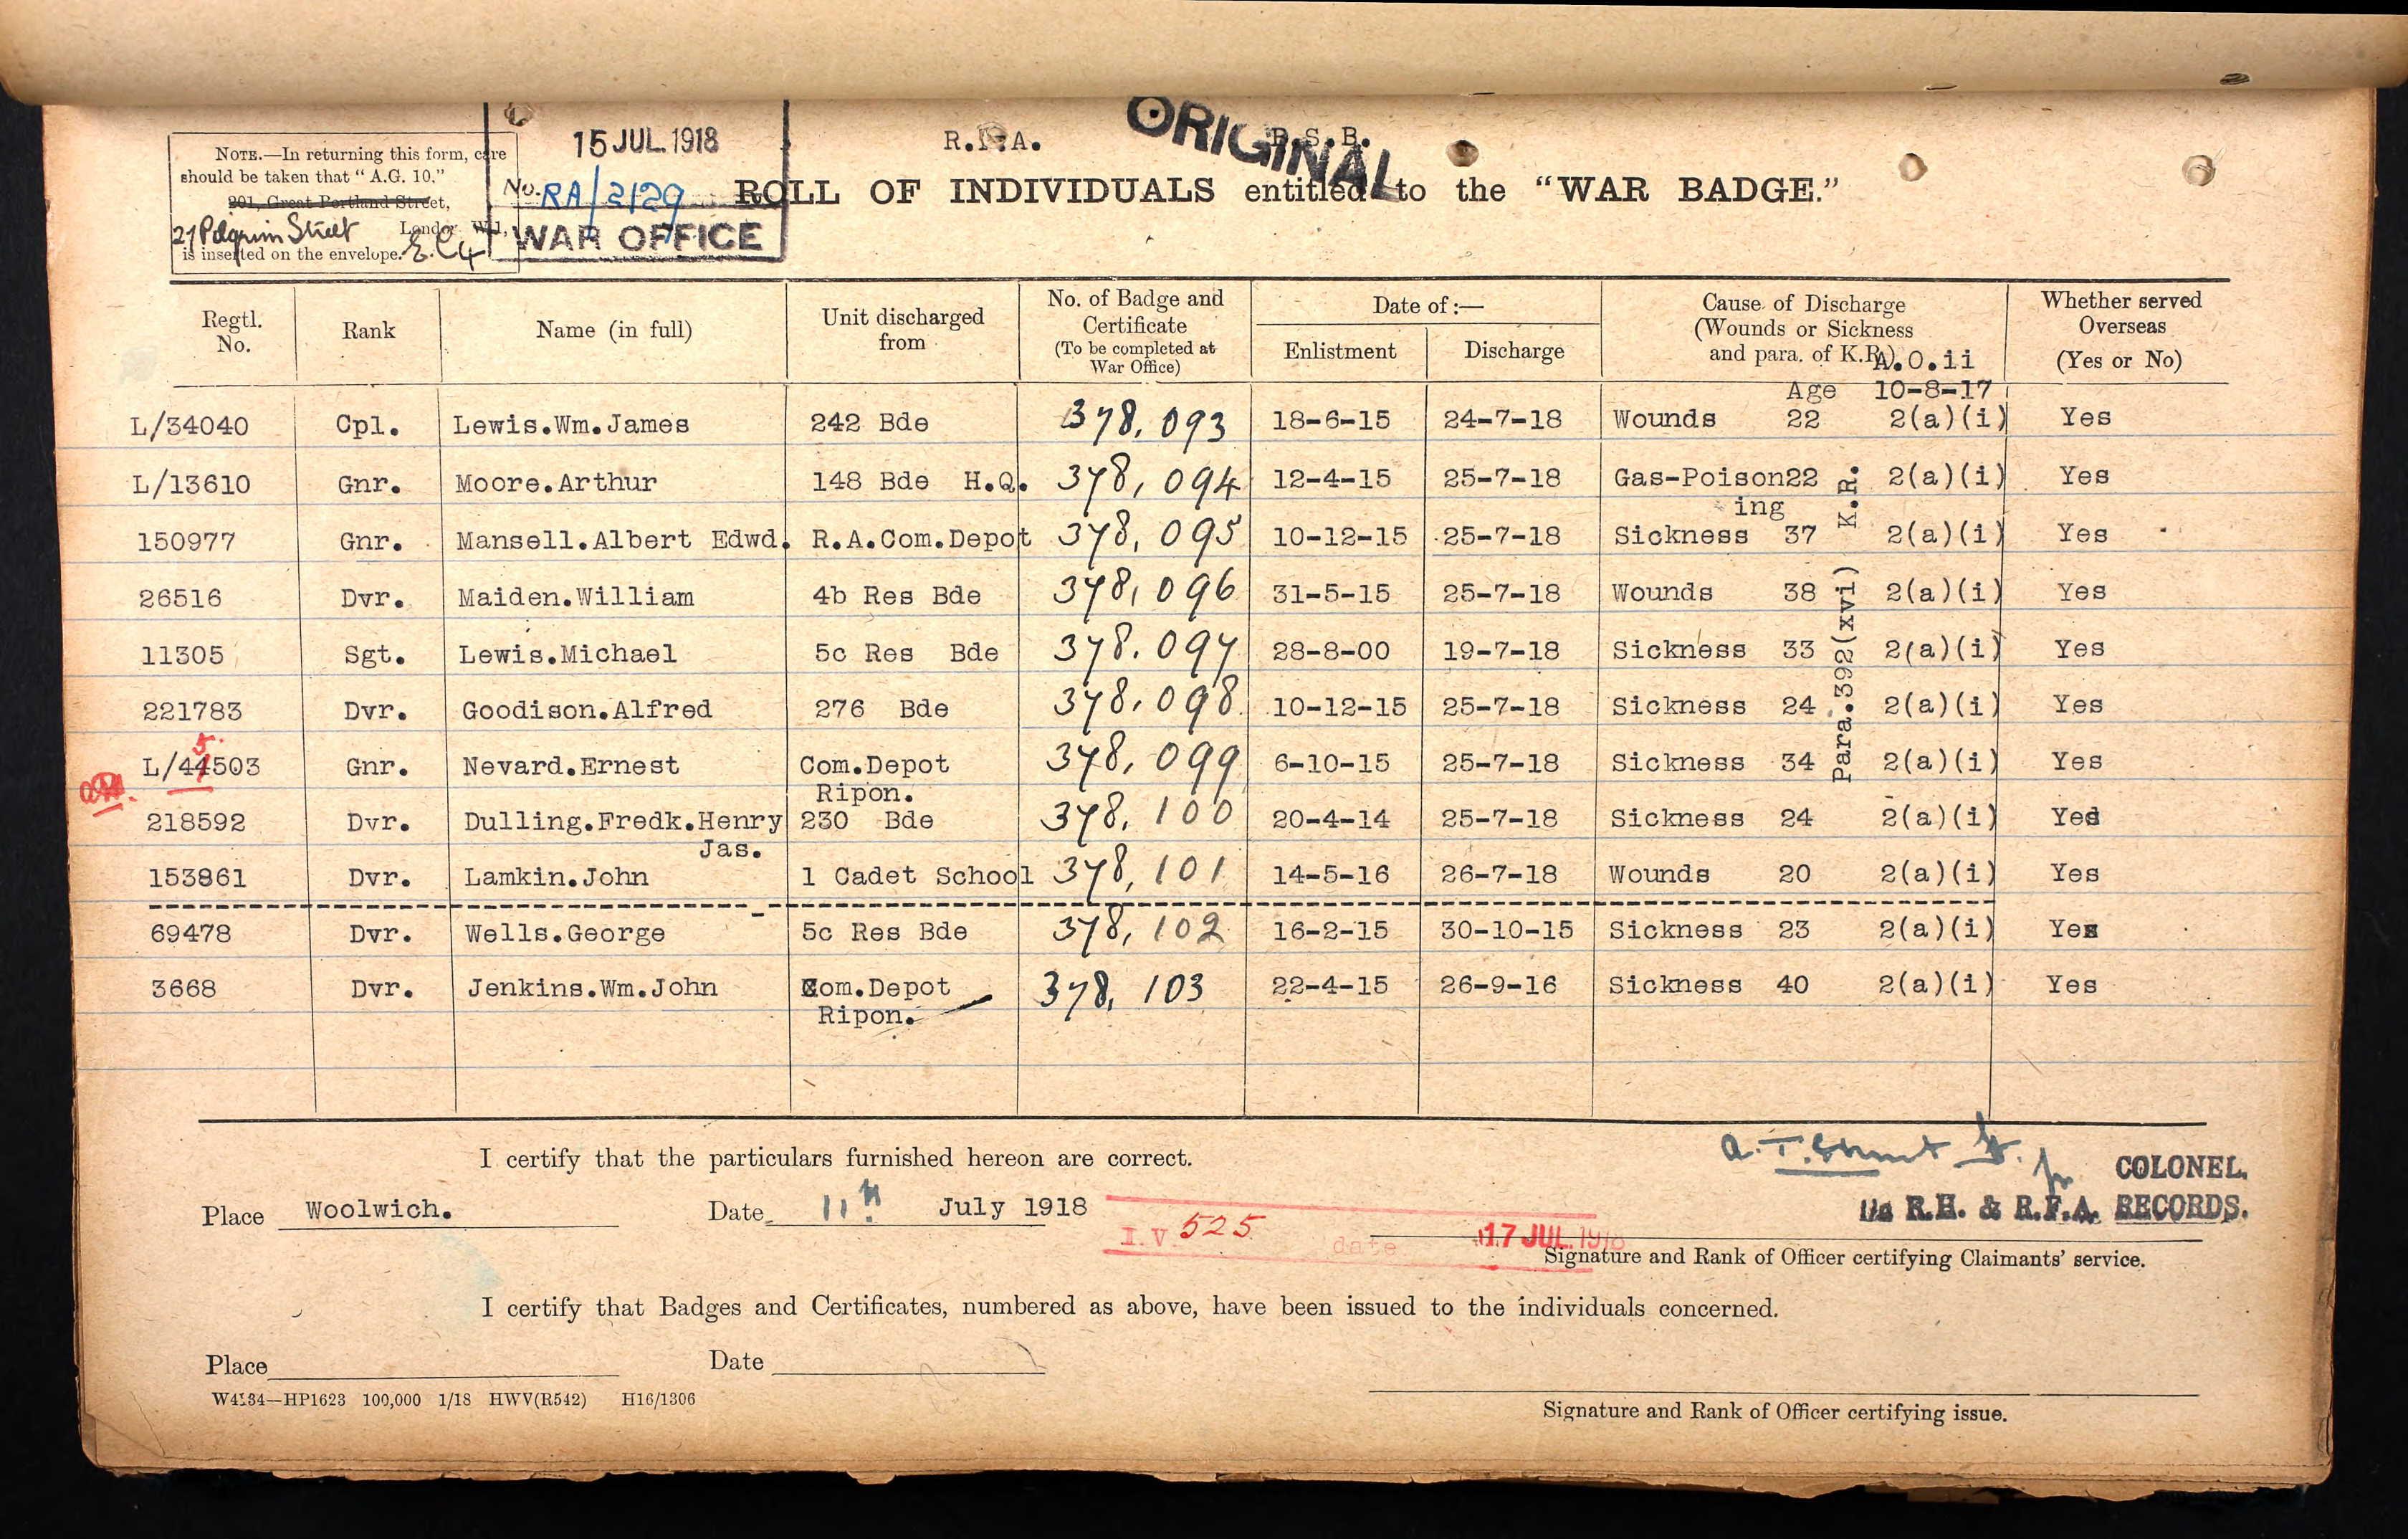 15 JUL. 1918
R.F.A.
ORIGINAL
R.S.B.
NOTE.—In returning this form, care
should be taken that “A.G. 10.”
201, Great Portland Street,
27 Pilgrim Street London W.1,
is inserted on the envelope. E.C4
No. RA/2/29
WAR OFFICE
ROLL OF INDIVIDUALS entitled to the “WAR BADGE.”
Regtl. No. Rank Name (in full) Unit discharged from No. of Badge and Certificate (To be completed at War Office) Date of :— Enlistment Discharge Cause of Discharge (Wounds or Sickness and para. of K.R.) Whether served Overseas (Yes or No)
A.O.ii
Age 10-8-17
L/34040 Cpl. Lewis.Wm.James 242 Bde 378,093 18-6-15 24-7-18 Wounds 22 2(a)(i) Yes
L/13610 Gnr. Moore.Arthur 148 Bde H.Q. 378,094 12-4-15 25-7-18 Gas-Poison22 2(a)(i) Yes
ing
150977 Gnr. Mansell.Albert Edwd. R.A.Com.Depot 378,095 10-12-15 25-7-18 Sickness 37 2(a)(i) Yes
26516 Dvr. Maiden.William 4b Res Bde 378,096 31-5-15 25-7-18 Wounds 38 2(a)(i) Yes
11305 Sgt. Lewis.Michael 5c Res Bde 378.097 28-8-00 19-7-18 Sickness 33 2(a)(i) Yes
221783 Dvr. Goodison.Alfred 276 Bde 378,098 10-12-15 25-7-18 Sickness 24 2(a)(i) Yes
Para.392(xvi) K.R.
5
L/44503 Gnr. Nevard.Ernest Com.Depot 378,099 6-10-15 25-7-18 Sickness 34 2(a)(i) Yes
Ripon.
218592 Dvr. Dulling.Fredk.Henry 230 Bde 378,100 20-4-14 25-7-18 Sickness 24 2(a)(i) Yes
Jas.
153861 Dvr. Lamkin.John 1 Cadet School 378,101 14-5-16 26-7-18 Wounds 20 2(a)(i) Yes
69478 Dvr. Wells.George 5c Res Bde 378,102 16-2-15 30-10-15 Sickness 23 2(a)(i) Yes
3668 Dvr. Jenkins.Wm.John Com.Depot 378,103 22-4-15 26-9-16 Sickness 40 2(a)(i) Yes
Ripon.
I certify that the particulars furnished hereon are correct.
COLONEL,
Place Woolwich. Date 11th July 1918
R.H. & R.F.A. RECORDS.
I.V 525 date 17 JUL. 1918
Signature and Rank of Officer certifying Claimants’ service.
I certify that Badges and Certificates, numbered as above, have been issued to the individuals concerned.
Place Date
W4134—HP1623 100,000 1/18 HWV(R542) H16/1306
Signature and Rank of Officer certifying issue.